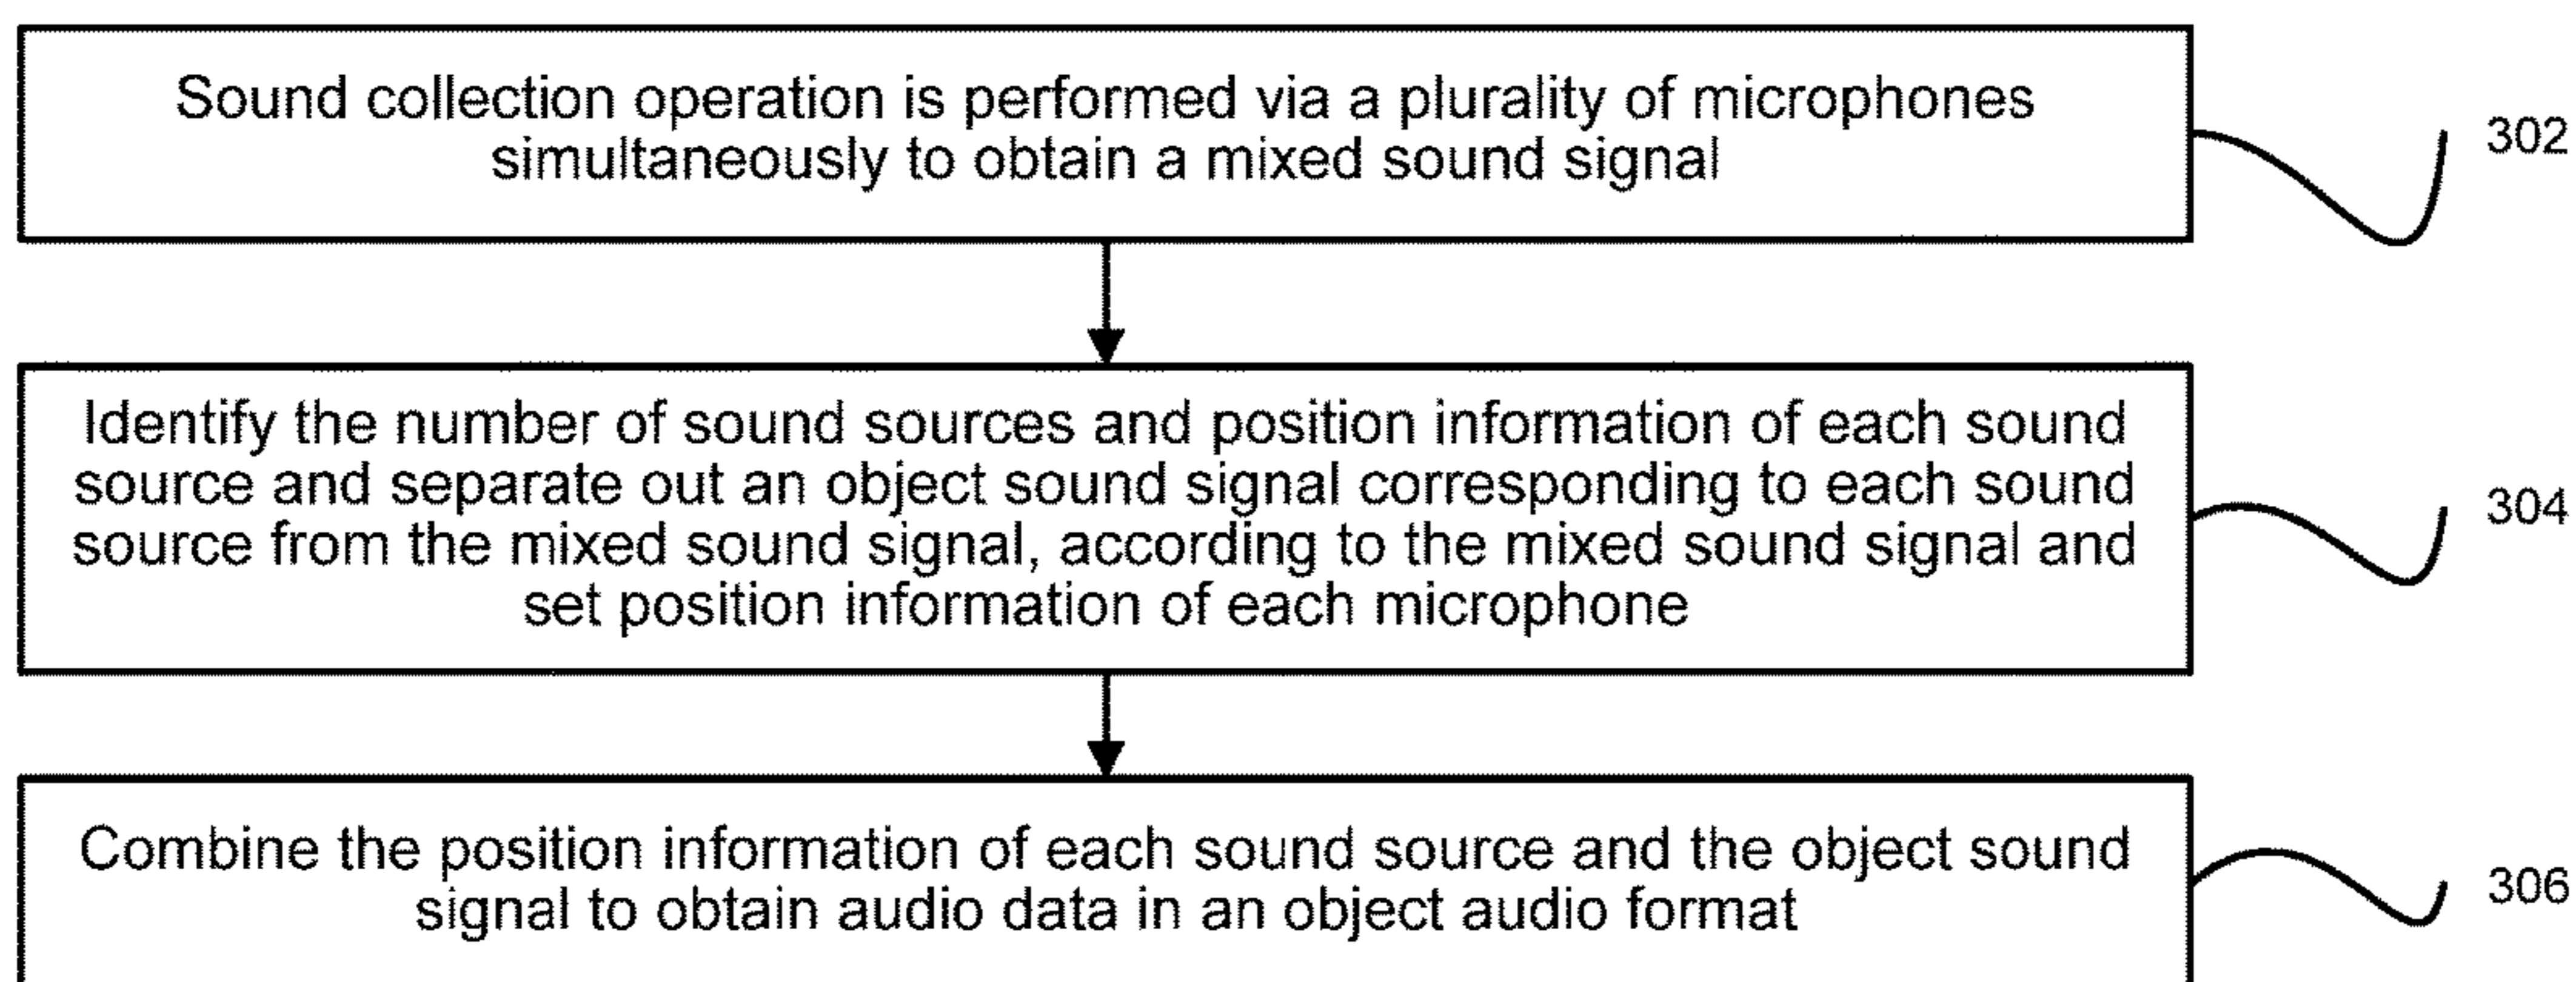 Sound collection operation is performed via a plurality of microphones
simultaneously to obtain a mixed sound signal
302
Identify the number of sound sources and position information of each sound
source and separate out an object sound signal corresponding to each sound
source from the mixed sound signal, according to the mixed sound signal and
set position information of each microphone
304
Combine the position information of each sound source and the object sound
signal to obtain audio data in an object audio format
306